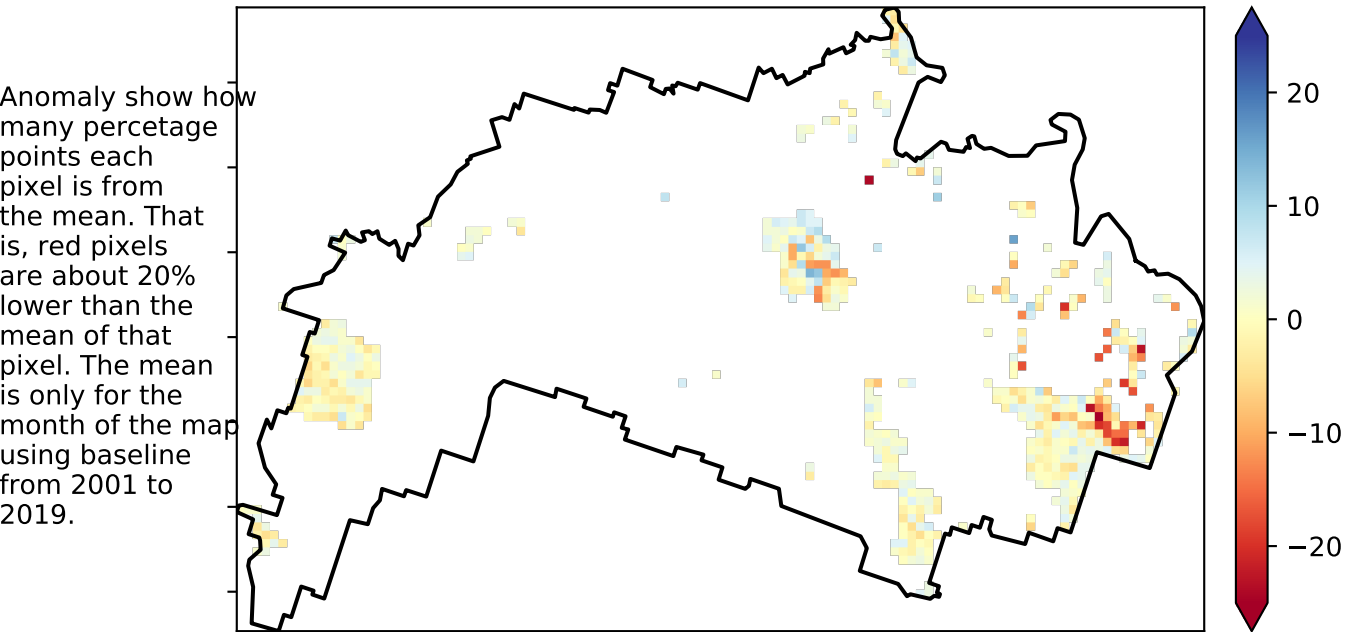 Anomaly show how
many percetage
points each
pixel is from
the mean. That
is, red pixels
are about 20%
lower than the
mean of that
pixel. The mean
is only for the
month of the map
using baseline
from 2001 to
2019.
20
10
0
−10
−20